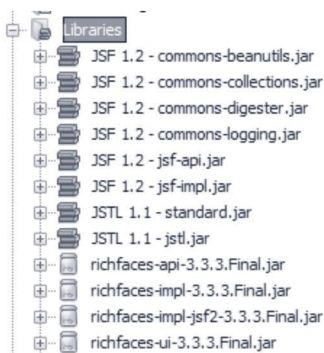 Libraries
JSF 1.2 - commons-beanutils.jar
JSF 1.2 - commons-collections.jar
JSF 1.2 - commons-digester.jar
JSF 1.2 - commons-logging.jar
JSF 1.2 - jsf-api.jar
JSF 1.2 - jsf-impl.jar
JSTL 1.1 - standard.jar
JSTL 1.1 - jstl.jar
richfaces-api-3.3.3.Final.jar
richfaces-impl-3.3.3.Final.jar
richfaces-impl-jsf2-3.3.3.Final.jar
richfaces-ui-3.3.3.Final.jar